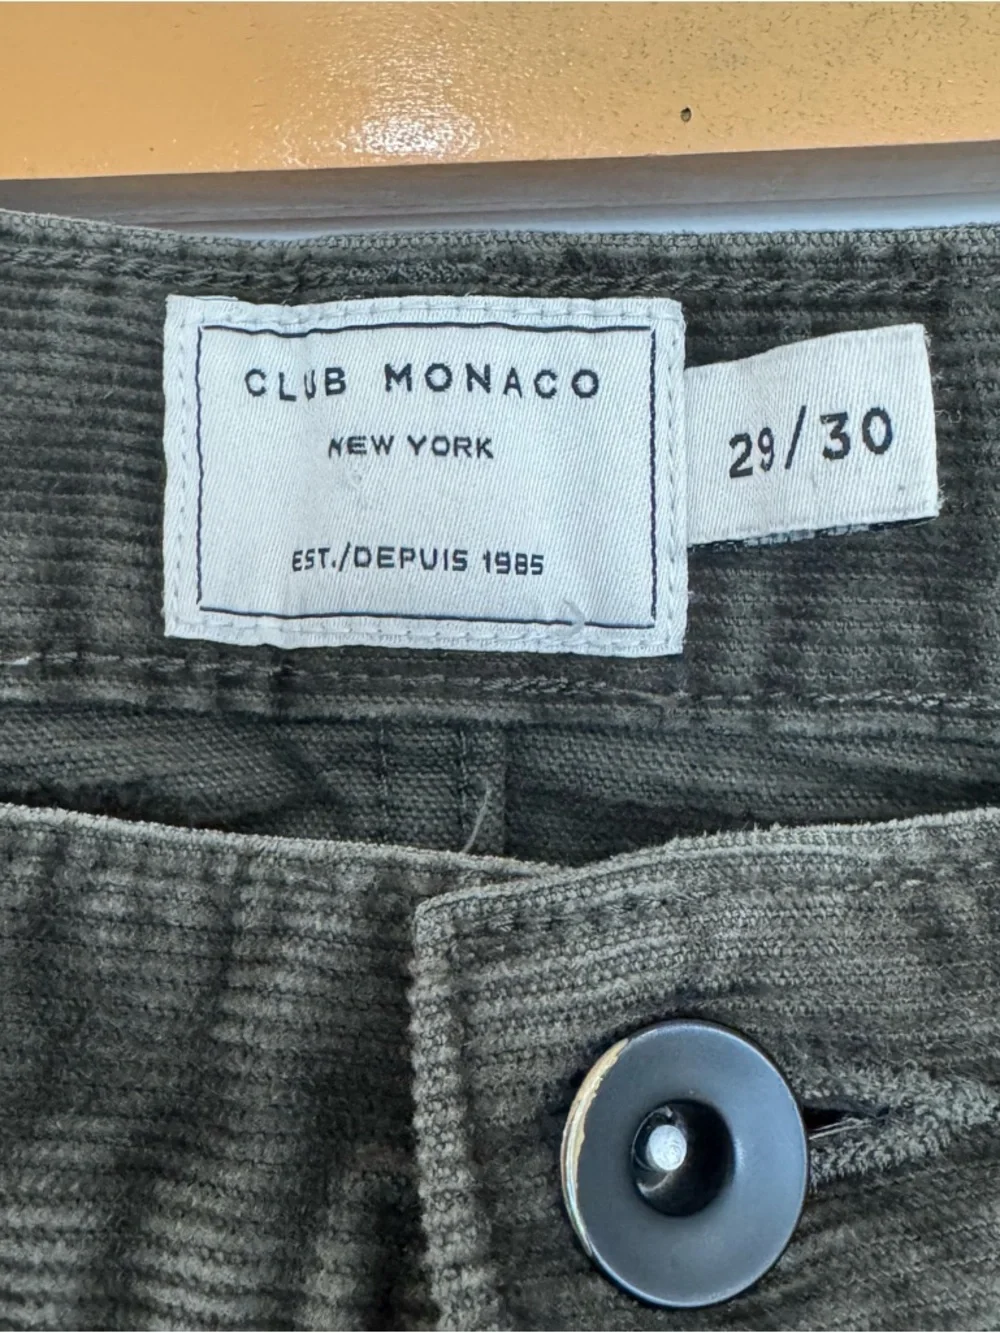 CLUB MONACO
NEW YORK
EST./DEPUIS 1985
29/30